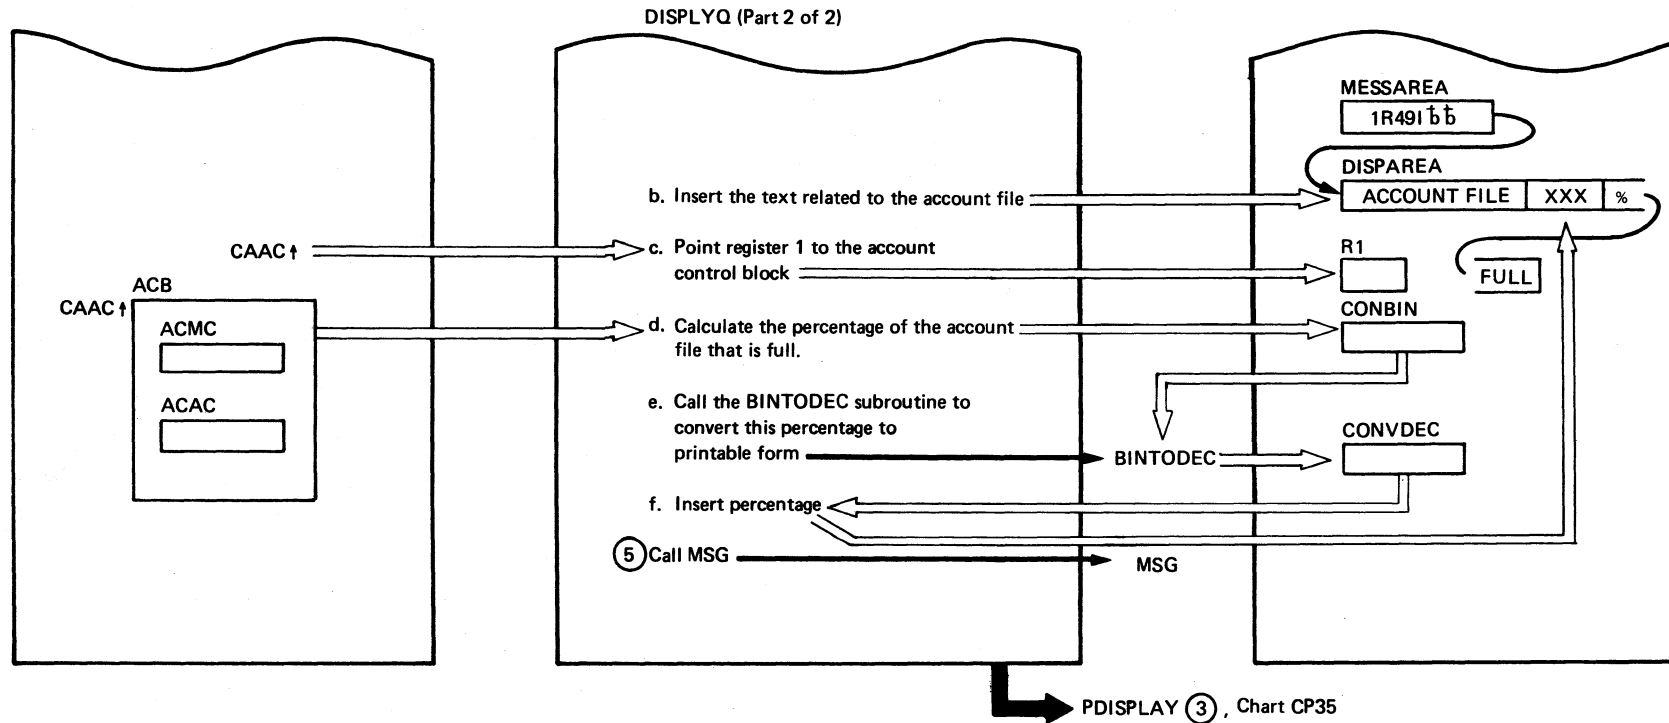 DISPLYQ (Part 2 of 2)
CAAC↑
CAAC↑
ACB
ACMC
ACAC
b. Insert the text related to the account file
c. Point register 1 to the account
control block
d. Calculate the percentage of the account
file that is full.
e. Call the BINTODEC subroutine to
convert this percentage to
printable form
f. Insert percentage
5 Call MSG
BINTODEC
MSG
MESSAREA
1R49I ƀ ƀ
DISPAREA
ACCOUNT FILE XXX %
R1
FULL
CONBIN
CONVDEC
PDISPLAY 3 , Chart CP35